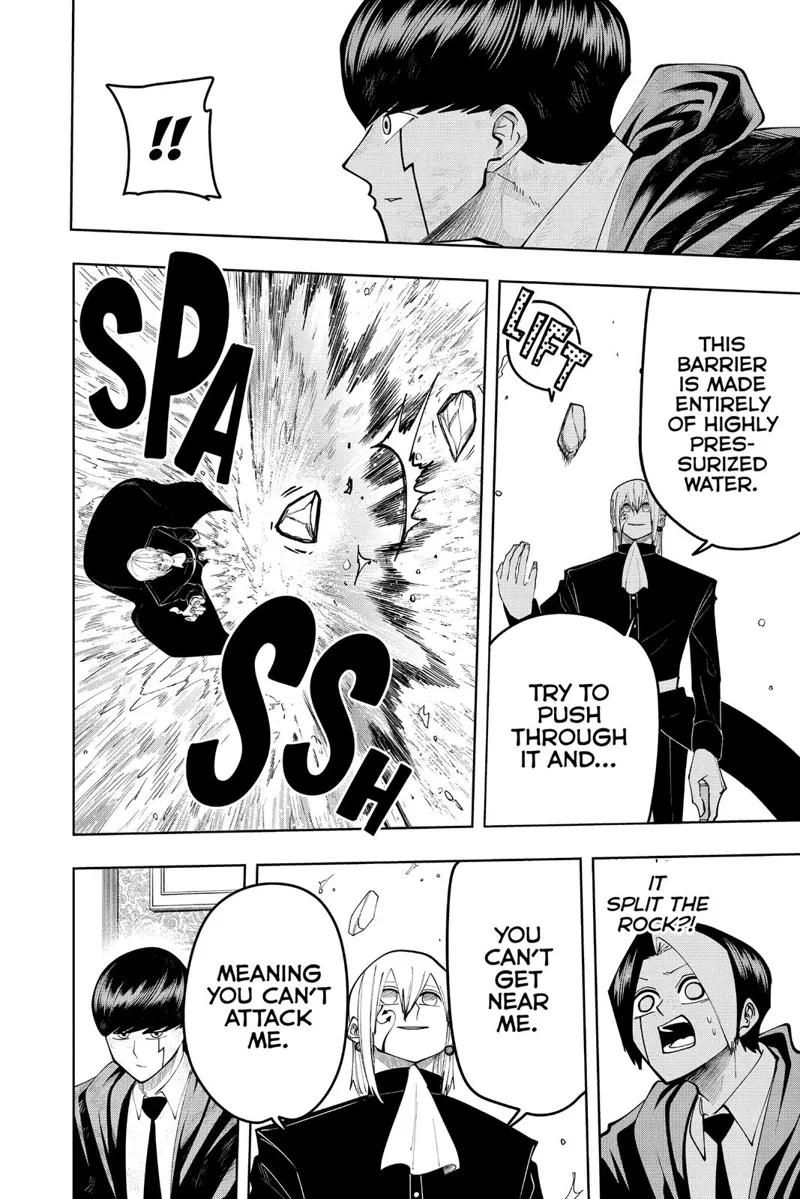 !!
LIFT
THIS
BARRIER
IS MADE
ENTIRELY
OF HIGHLY
PRES-
SURIZED
WATER.
TRY TO
PUSH
THROUGH
IT AND...
SPA
SSH
IT
SPLIT THE
ROCK?!
YOU
CAN'T
GET
NEAR
ME.
MEANING
YOU CAN'T
ATTACK
ME.